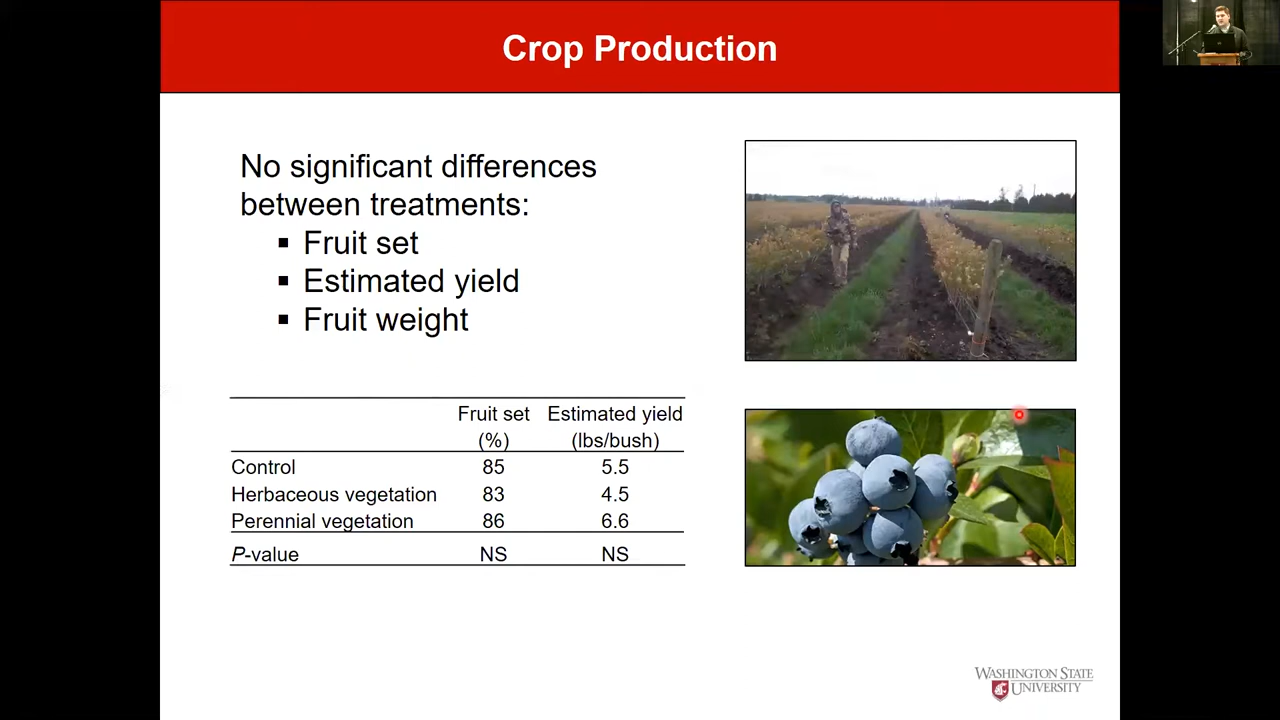 Crop Production
No significant differences
between treatments:
▪ Fruit set
▪ Estimated yield
▪ Fruit weight
Fruit set Estimated yield
(%) (lbs/bush)
Control 85 5.5
Herbaceous vegetation 83 4.5
Perennial vegetation 86 6.6
P-value NS NS
WASHINGTON STATE
UNIVERSITY